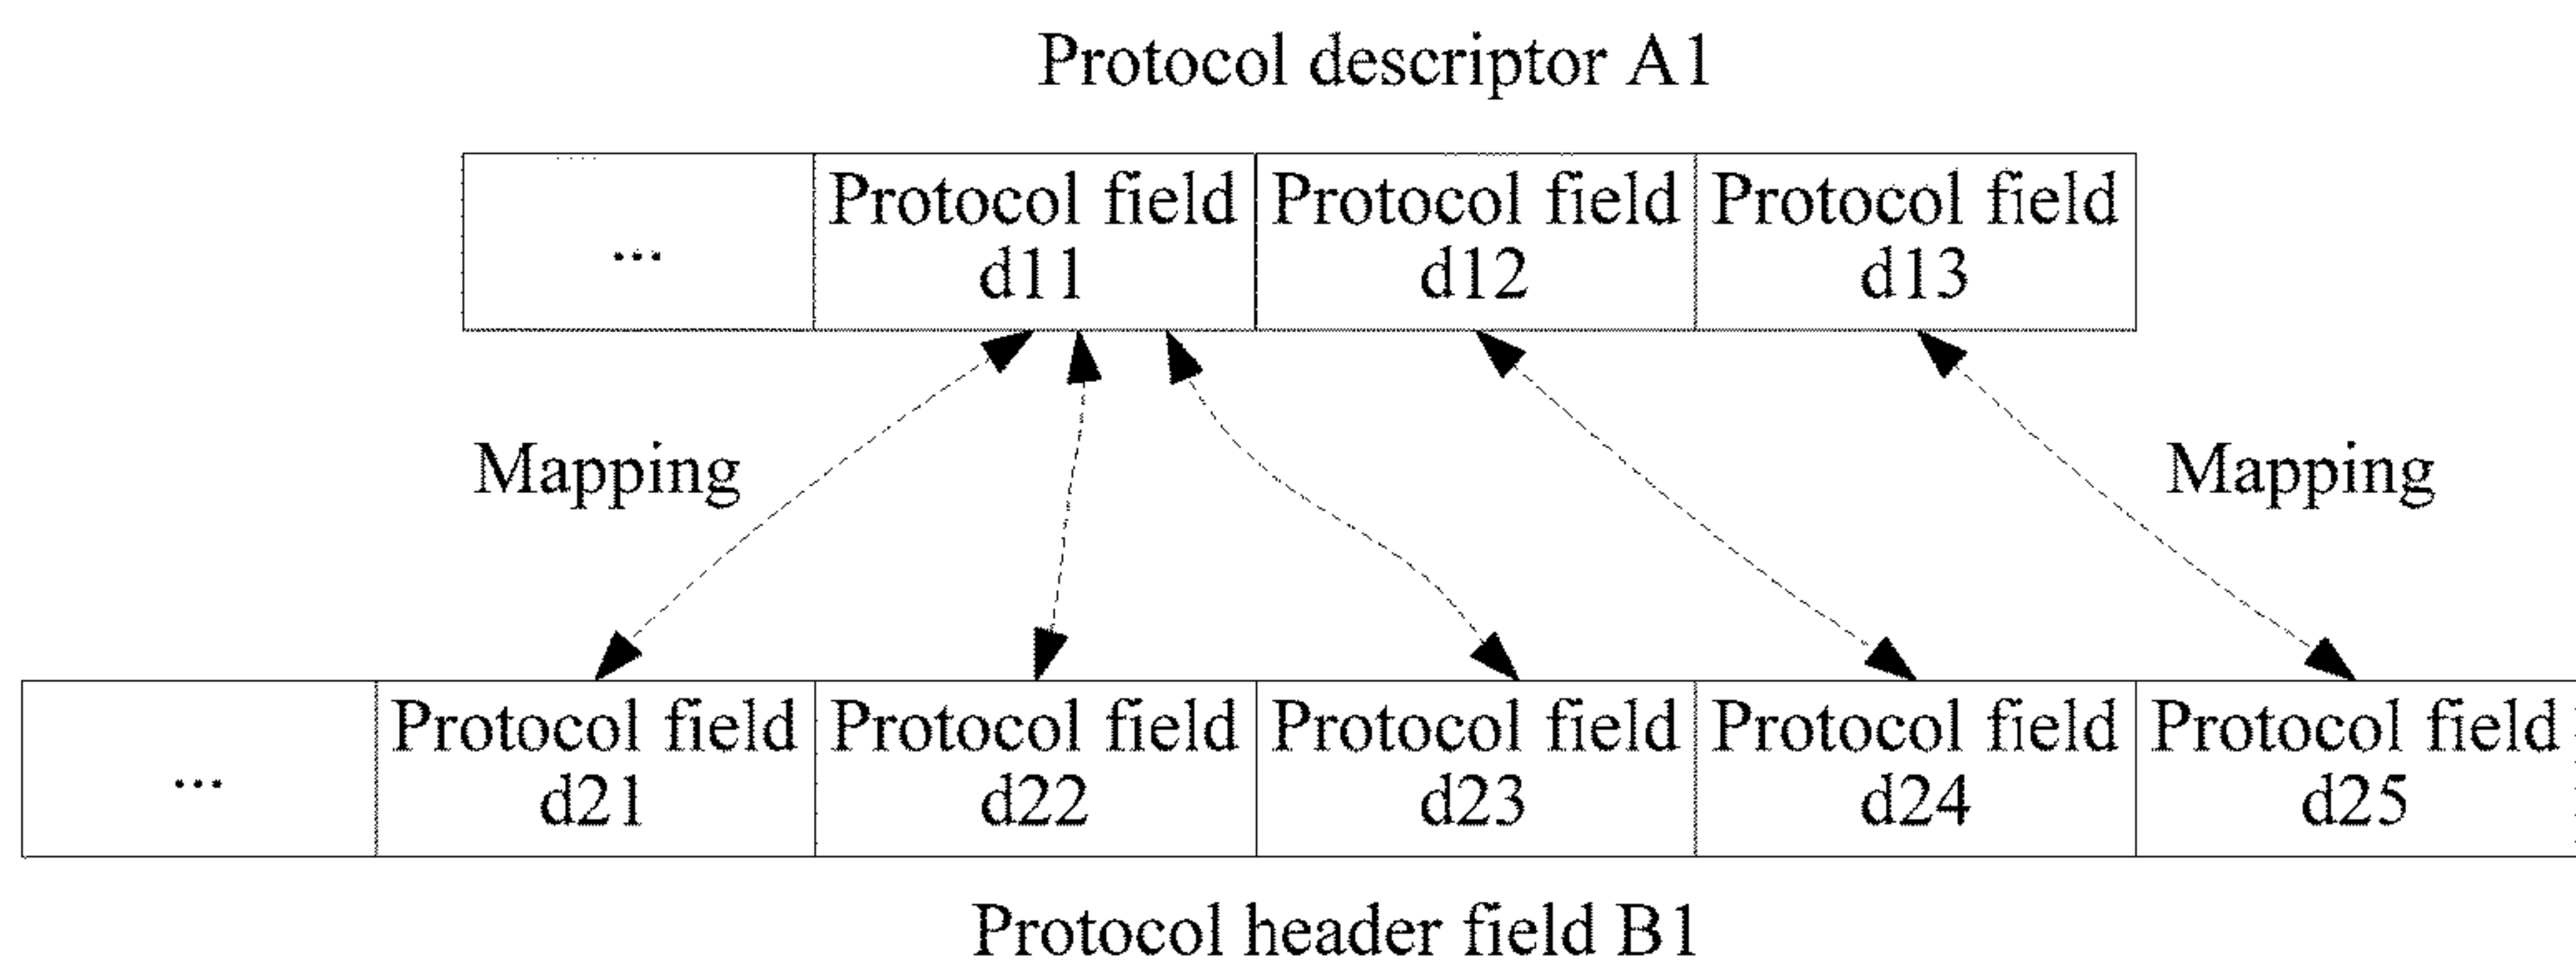 Protocol descriptor A1
...
Protocol field
d11
Protocol field
d12
Protocol field
d13
Mapping
Mapping
...
Protocol field
d21
Protocol field
d22
Protocol field
d23
Protocol field
d24
Protocol field
d25
Protocol header field B1